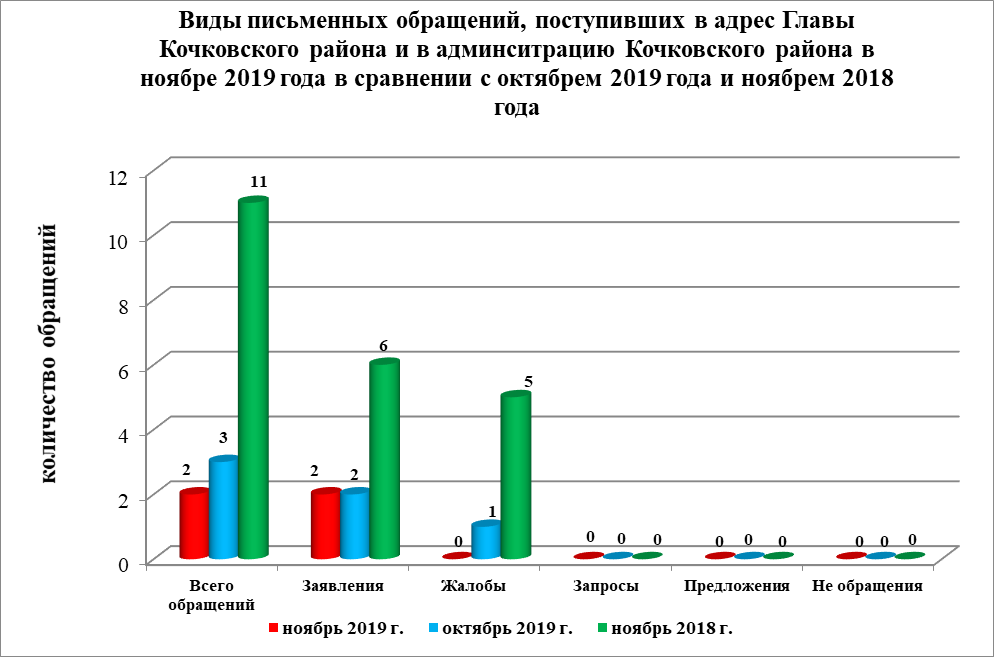 Виды письменных обращений, поступивших в адрес Главы
Кочковского района и в админситрацию Кочковского района в
ноябре 2019 года в сравнении с октябрем 2019 года и ноябрем 2018
года
количество обращений
12
10
8
6
4
2
0
2
3
11
2
2
6
0
1
5
0
0
0
0
0
0
0
0
0
Всего
обращений
Заявления
Жалобы
Запросы
Предложения
Не обращения
ноябрь 2019 г.
октябрь 2019 г.
ноябрь 2018 г.